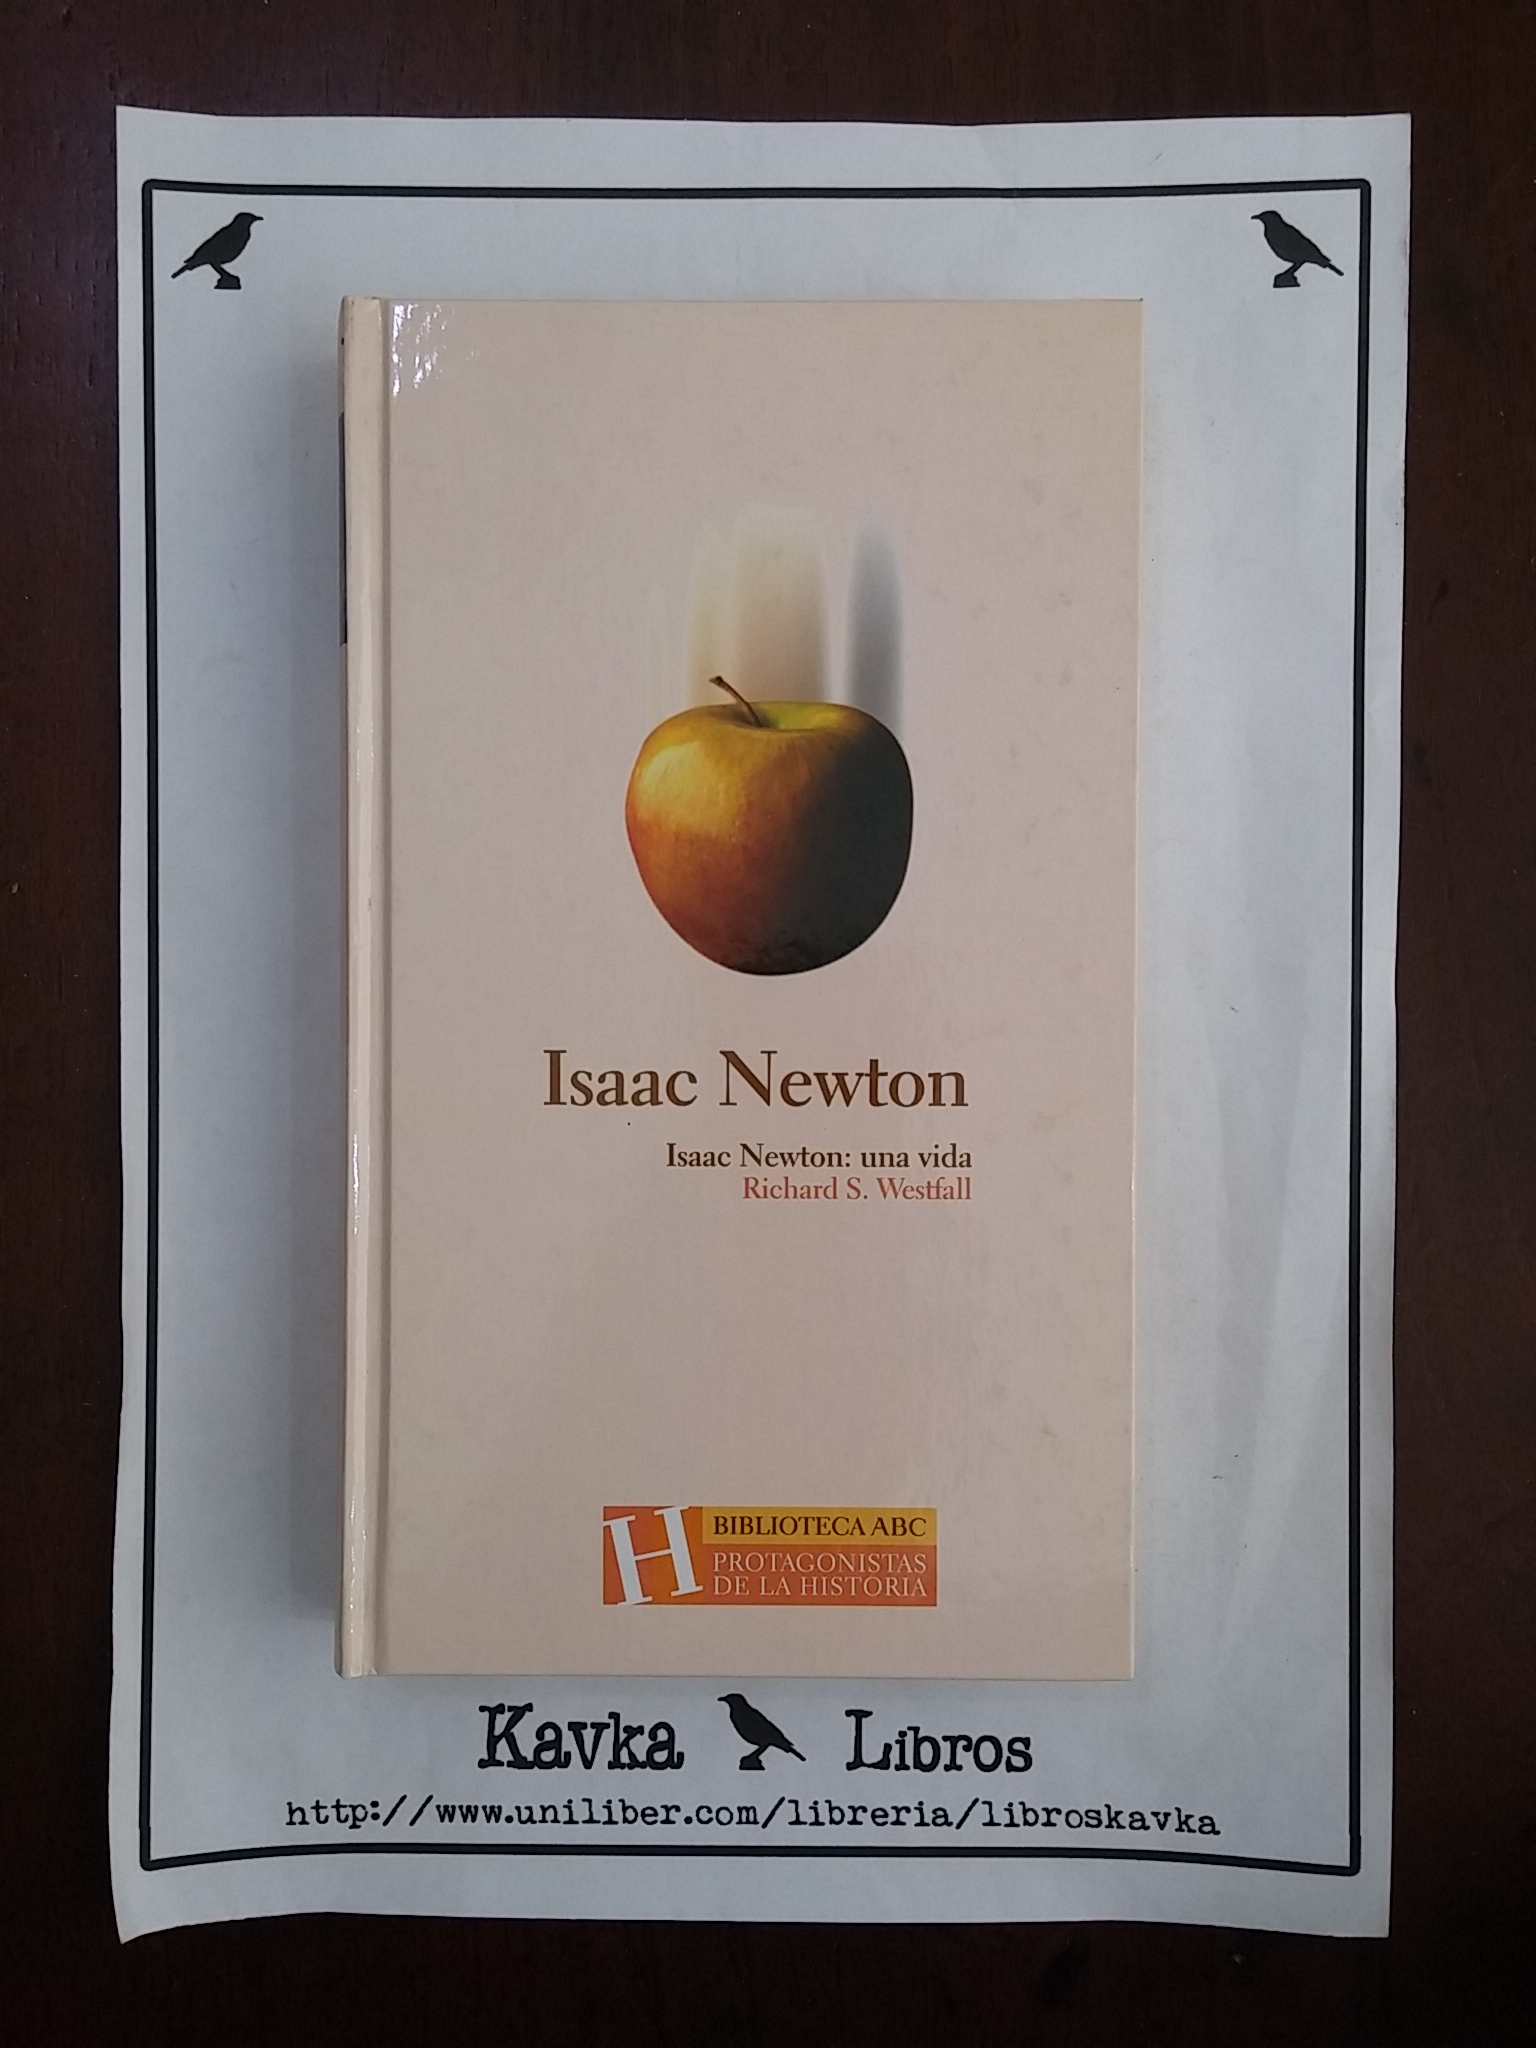 Isaac Newton
Isaac Newton: una vida
Richard S. Westfall
H
BIBLIOTECA ABC
PROTAGONISTAS
DE LA HISTORIA
Kavka Libros
http://www.uniliber.com/libreria/libroskavka